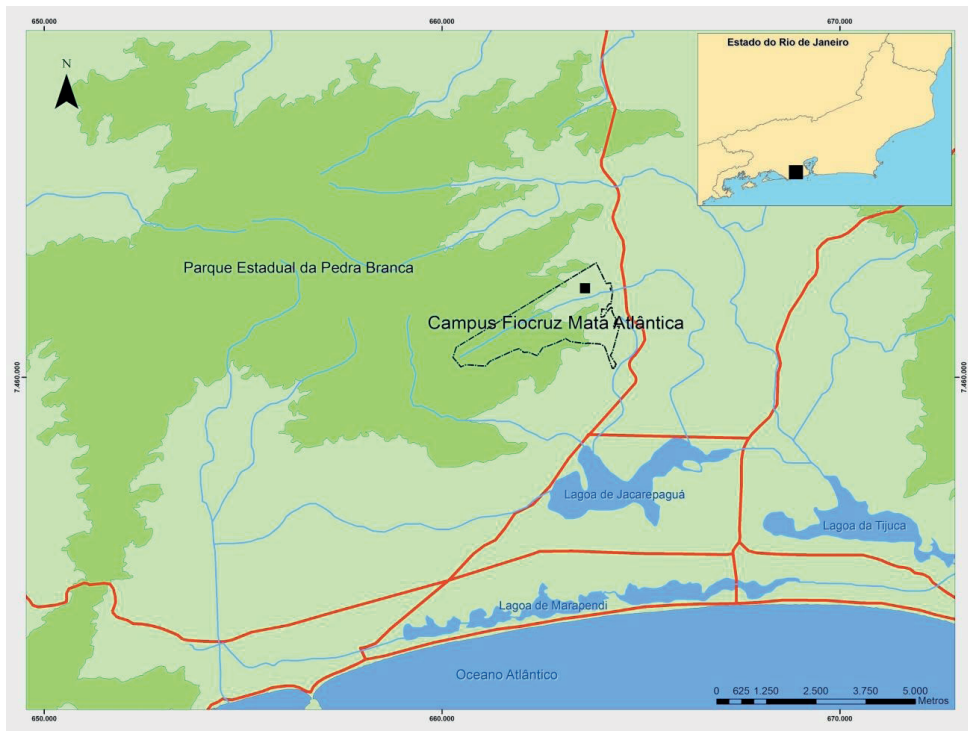 650.000
660.000
670.000
Estado do Rio de Janeiro
N
Parque Estadual da Pedra Branca
Campus Fiocruz Mata Atlântica
7.460.000
7.460.000
Lagoa de Jacarepaguá
Lagoa da Tijuca
Lagoa de Marapendi
Oceano Atlântico
0 625 1.250 2.500 3.750 5.000
Metros
650.000
660.000
670.000